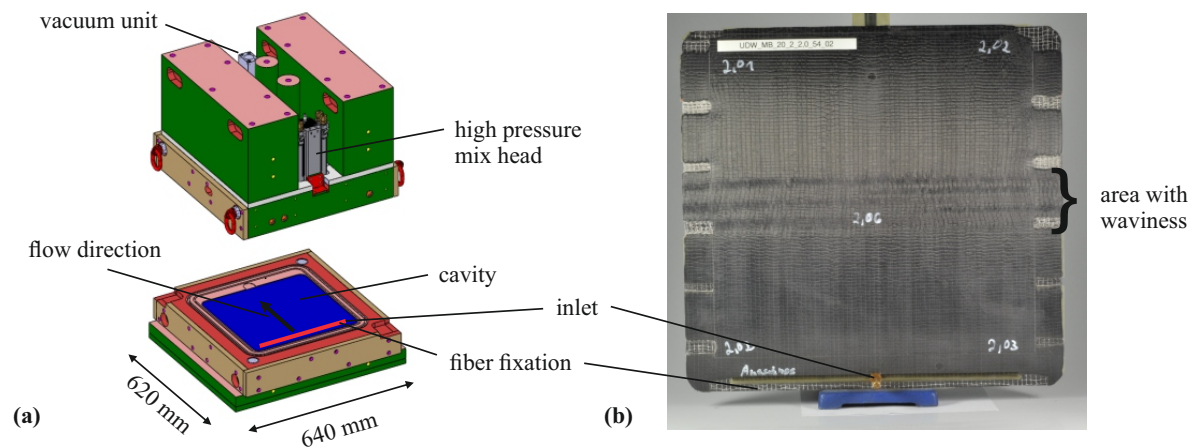 vacuum unit
high pressure
mix head
flow direction
cavity
inlet
fiber fixation
620 mm
640 mm
(a)
UDW_MB_20_2_2.0_54_02
2,01
2,02
2,06
2,03
area with
waviness
(b)